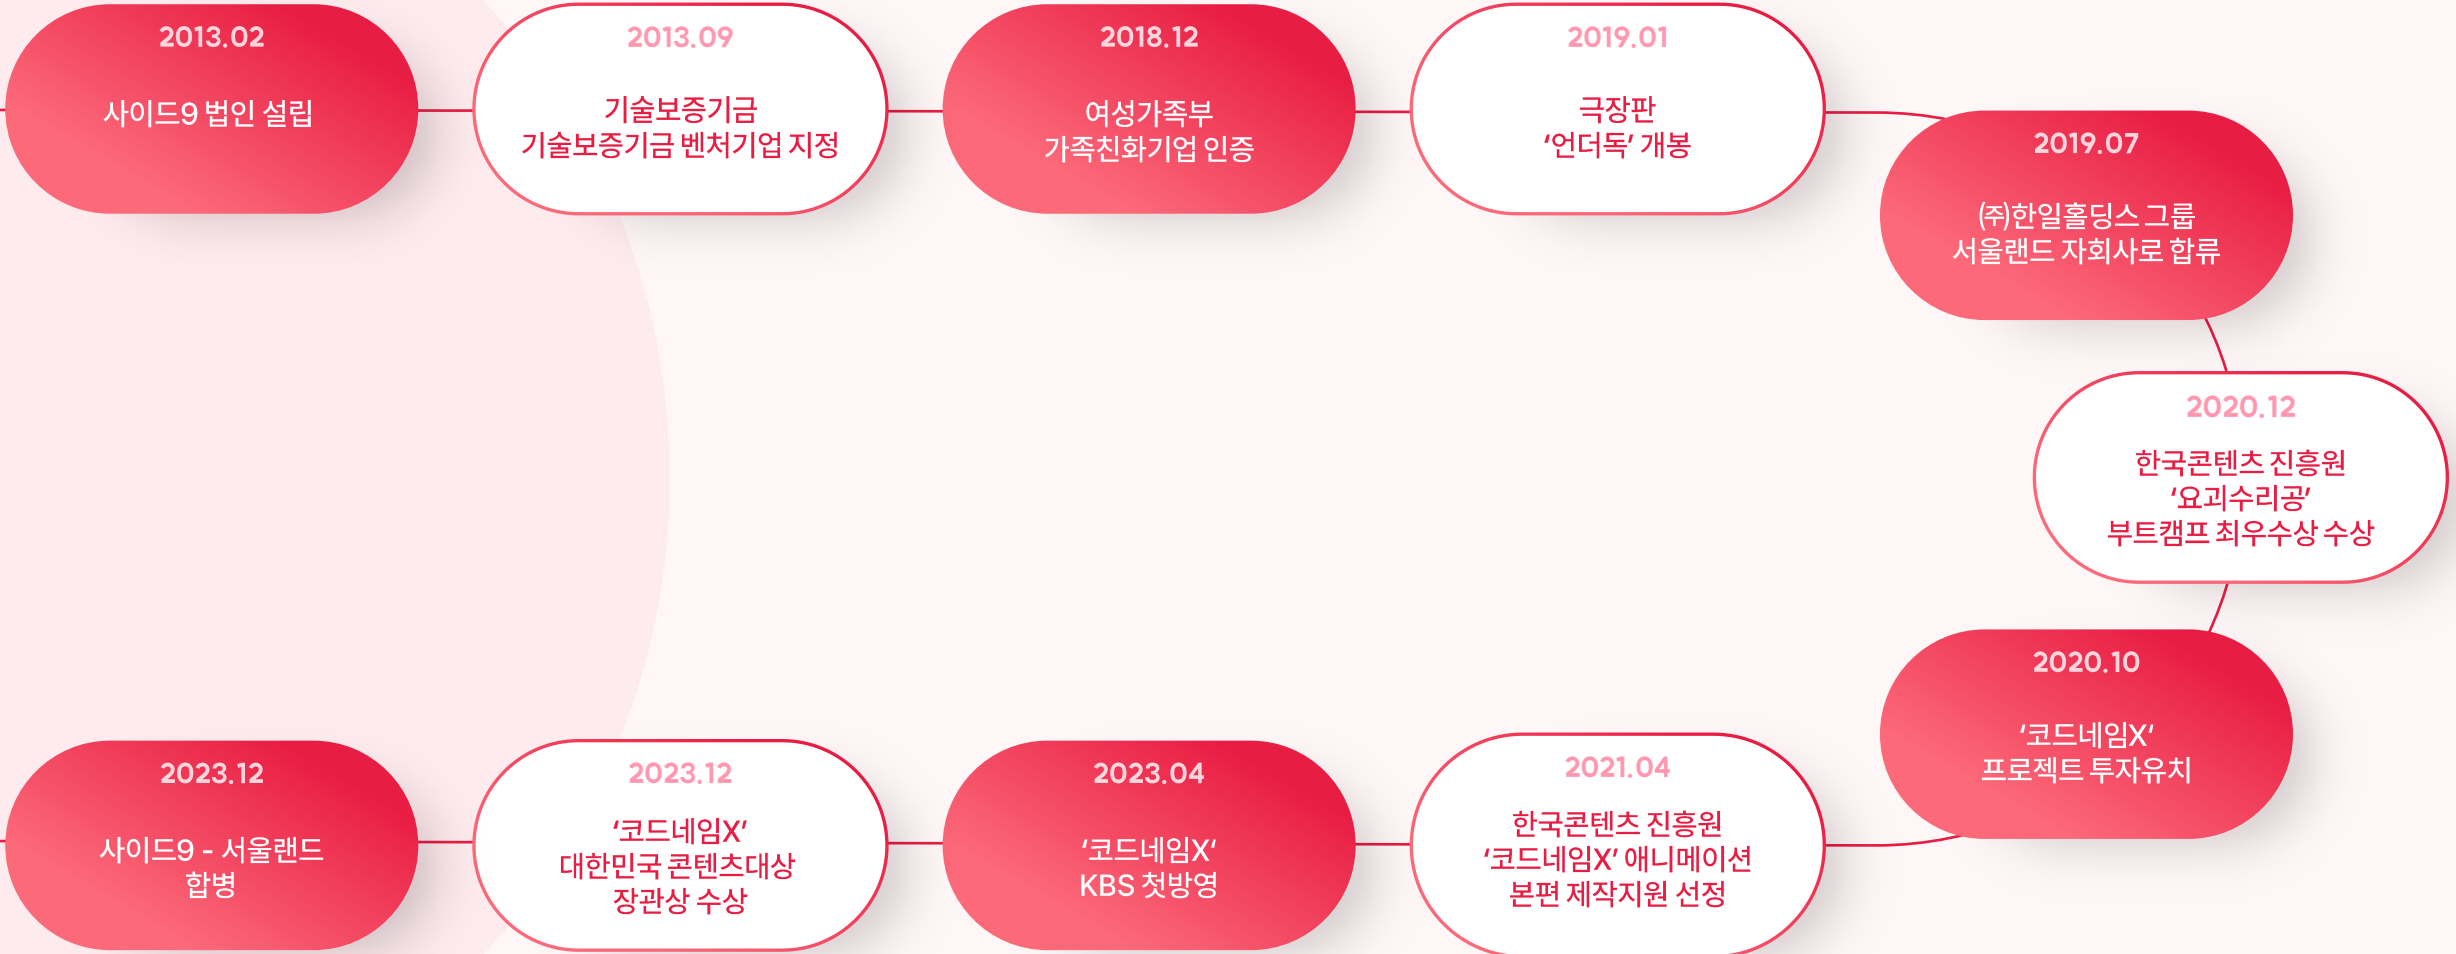 2013.02
사이드9 법인 설립
2013.09
기술보증기금
기술보증기금 벤처기업 지정
2018.12
여성가족부
가족친화기업 인증
2019.01
극장판
‘언더독’ 개봉
2019.07
㈜한일홀딩스 그룹
서울랜드 자회사로 합류
2020.12
한국콘텐츠 진흥원
‘요괴수리공’
부트캠프 최우수상 수상
2020.10
‘코드네임X‘
프로젝트 투자유치
2021.04
한국콘텐츠 진흥원
‘코드네임X’ 애니메이션
본편 제작지원 선정
2023.04
‘코드네임X‘
KBS 첫방영
2023.12
‘코드네임X’
대한민국 콘텐츠대상
장관상 수상
2023.12
사이드9 - 서울랜드
합병